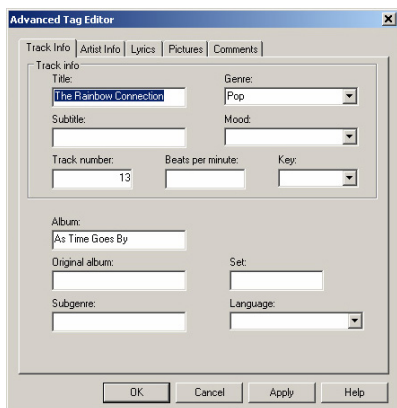 Advanced Tag Editor
Track Info Artist Info Lyrics Pictures Comments
Track info
Title: Genre:
The Rainbow Connection Pop
Subtitle: Mood:
Track number: Beats per minute: Key:
13
Album:
As Time Goes By
Original album: Set:
Subgenre: Language:
OK Cancel Apply Help